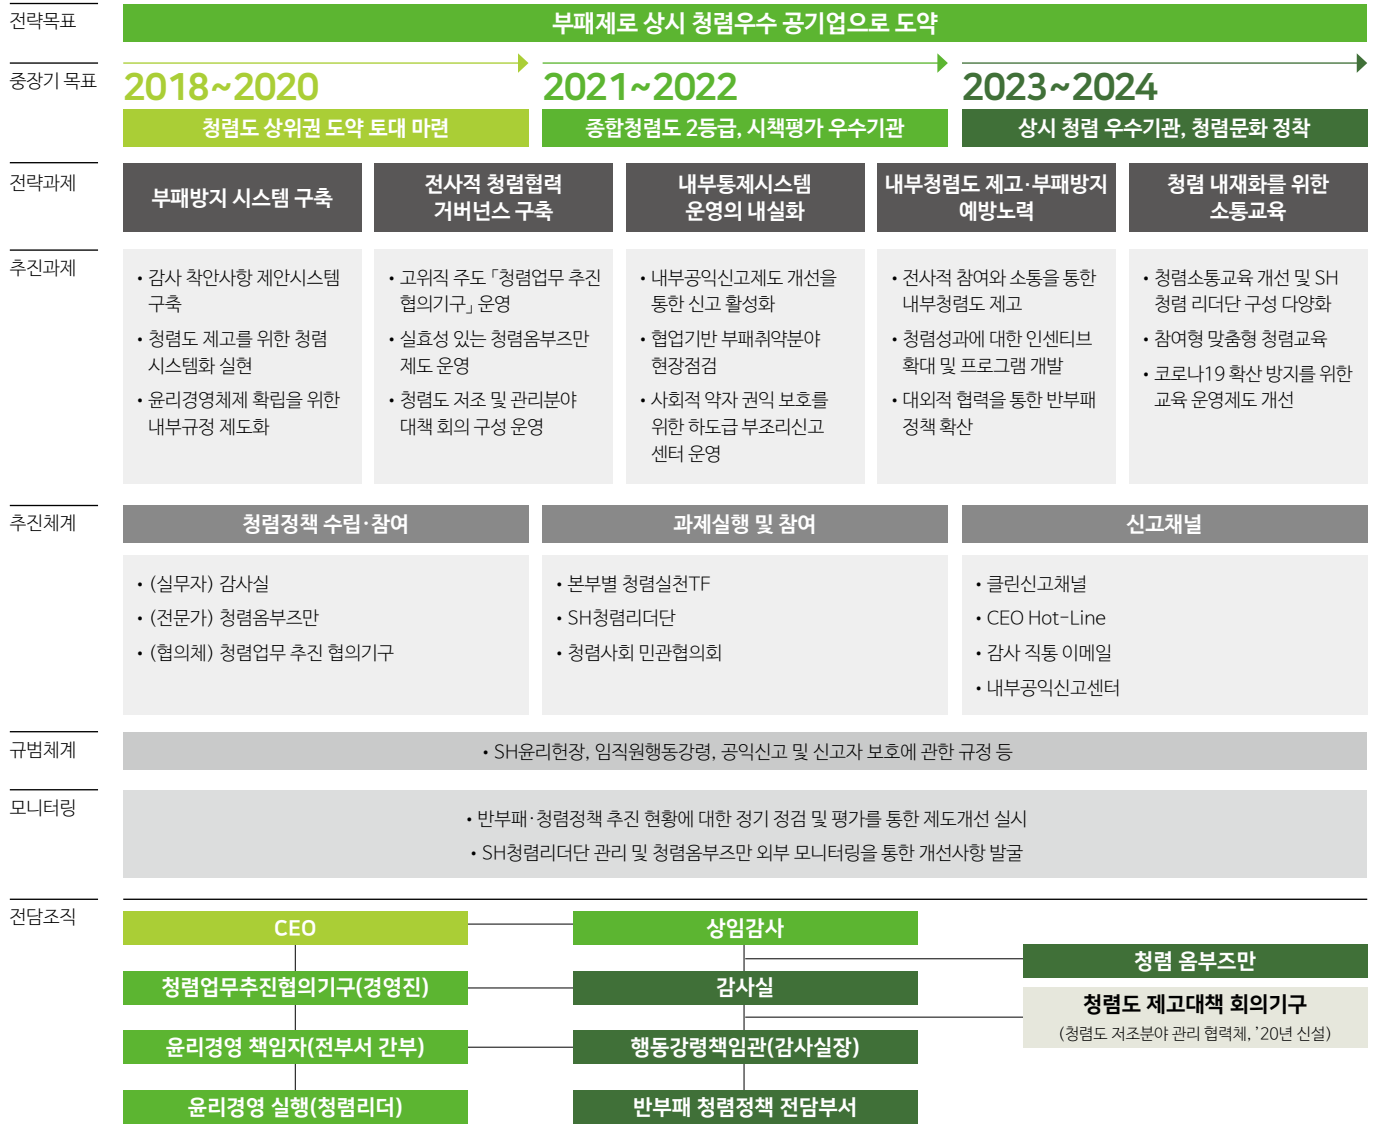 전략목표
부패제로 상시 청렴우수 공기업으로 도약
중장기 목표
2018~2020
청렴도 상위권 도약 토대 마련
2021~2022
종합청렴도 2등급, 시책평가 우수기관
2023~2024
상시 청렴 우수기관, 청렴문화 정착
전략과제
부패방지 시스템 구축
전사적 청렴협력
거버넌스 구축
내부통제시스템
운영의 내실화
내부청렴도 제고·부패방지
예방노력
청렴 내재화를 위한
소통교육
추진과제
• 감사 착안사항 제안시스템
구축
• 청렴도 제고를 위한 청렴
시스템화 실현
• 윤리경영체제 확립을 위한
내부규정 제도화
• 고위직 주도 「청렴업무 추진
협의기구」 운영
• 실효성 있는 청렴옴부즈만
제도 운영
• 청렴도 저조 및 관리분야
대책 회의 구성 운영
• 내부공익신고제도 개선을
통한 신고 활성화
• 협업기반 부패취약분야
현장점검
• 사회적 약자 권익 보호를
위한 하도급 부조리신고
센터 운영
• 전사적 참여와 소통을 통한
내부청렴도 제고
• 청렴성과에 대한 인센티브
확대 및 프로그램 개발
• 대외적 협력을 통한 반부패
정책 확산
• 청렴소통교육 개선 및 SH
청렴 리더단 구성 다양화
• 참여형 맞춤형 청렴교육
• 코로나19 확산 방지를 위한
교육 운영제도 개선
추진체계
청렴정책 수립·참여
• (실무자) 감사실
• (전문가) 청렴옴부즈만
• (협의체) 청렴업무 추진 협의기구
과제실행 및 참여
• 본부별 청렴실천TF
• SH청렴리더단
• 청렴사회 민관협의회
신고채널
• 클린신고채널
• CEO Hot-Line
• 감사 직통 이메일
• 내부공익신고센터
규범체계
• SH윤리헌장, 임직원행동강령, 공익신고 및 신고자 보호에 관한 규정 등
모니터링
• 반부패·청렴정책 추진 현황에 대한 정기 정검 및 평가를 통한 제도개선 실시
• SH청렴리더단 관리 및 청렴옴부즈만 외부 모니터링을 통한 개선사항 발굴
전담조직
CEO
상임감사
청렴 옴부즈만
청렴업무추진협의기구(경영진)
감사실
청렴도 제고대책 회의기구
(청렴도 저조분야 관리 협력체, ’20년 신설)
윤리경영 책임자(전부서 간부)
행동강령책임관(감사실장)
윤리경영 실행(청렴리더)
반부패 청렴정책 전담부서